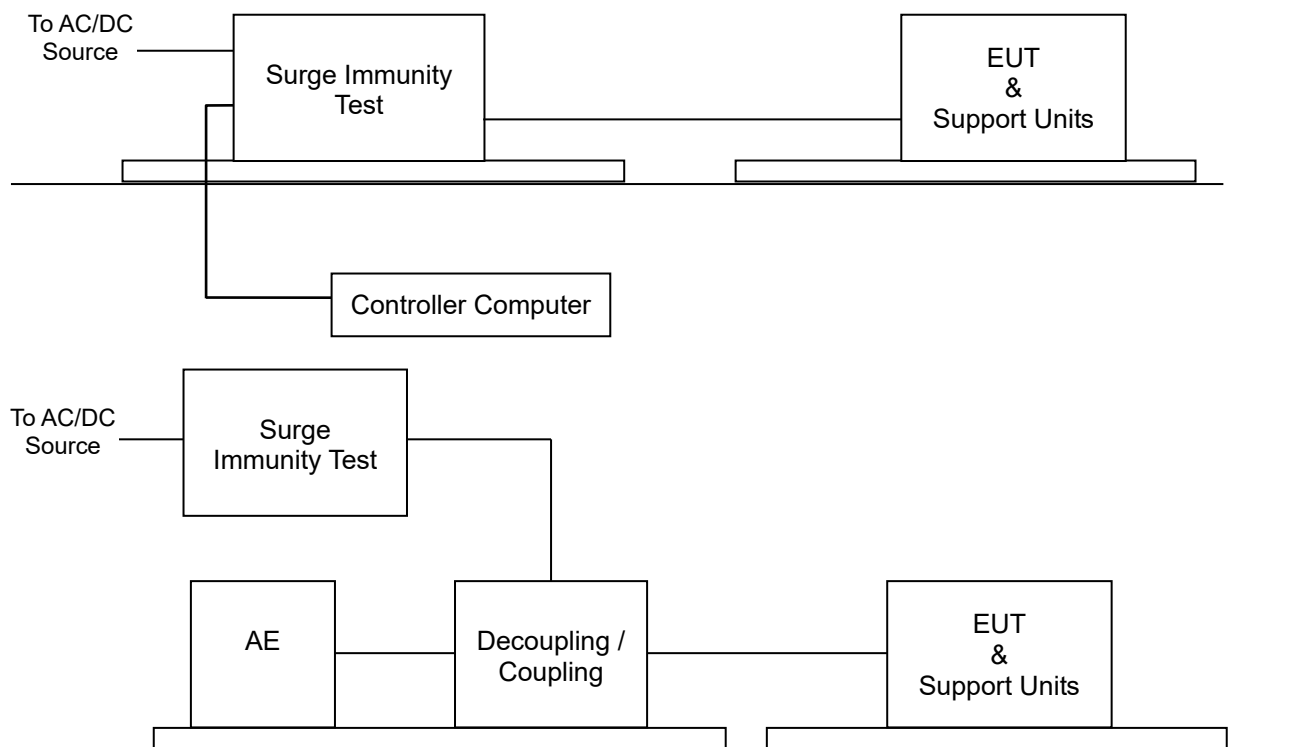 To AC/DC
Source
Surge Immunity
Test
EUT
&
Support Units
Controller Computer
To AC/DC
Source
Surge
Immunity Test
AE
Decoupling /
Coupling
EUT
&
Support Units